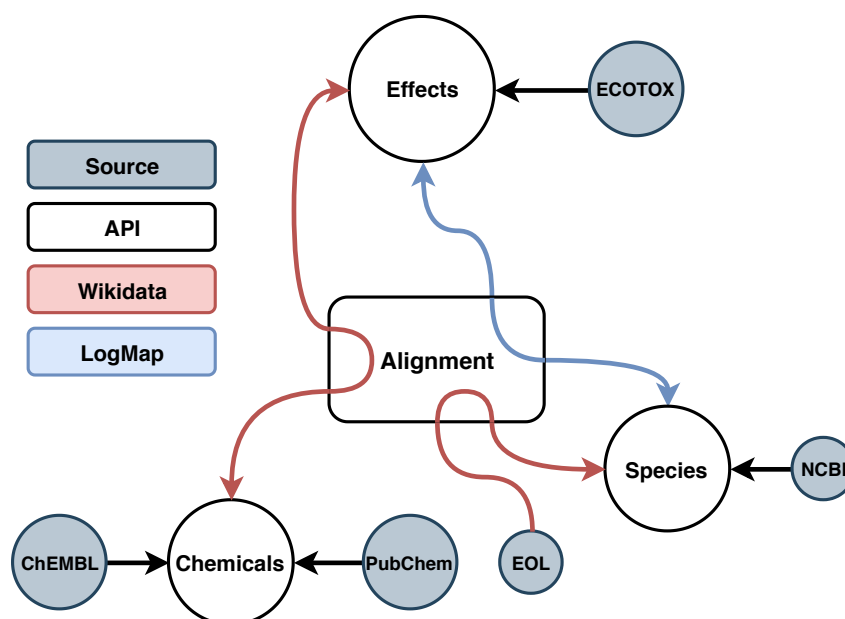 Effects
ECOTOX
Source
API
Wikidata
LogMap
Alignment
Species
NCBI
ChEMBL
Chemicals
PubChem
EOL